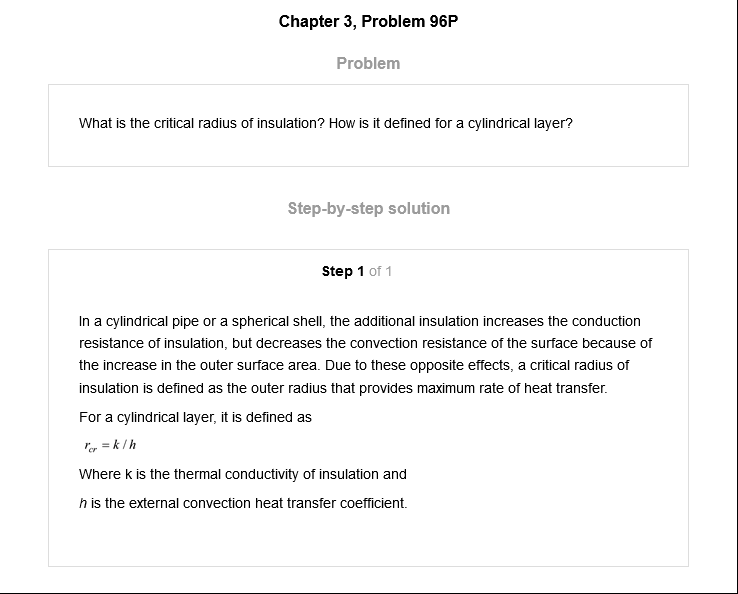 Chapter 3, Problem 96P
Problem
What is the critical radius of insulation? How is it defined for a cylindrical layer?
Step-by-step solution
Step 1 of 1
In a cylindrical pipe or a spherical shell, the additional insulation increases the conduction
resistance of insulation, but decreases the convection resistance of the surface because of
the increase in the outer surface area. Due to these opposite effects, a critical radius of
insulation is defined as the outer radius that provides maximum rate of heat transfer.
For a cylindrical layer, it is defined as
r_cr = k / h
Where k is the thermal conductivity of insulation and
h is the external convection heat transfer coefficient.